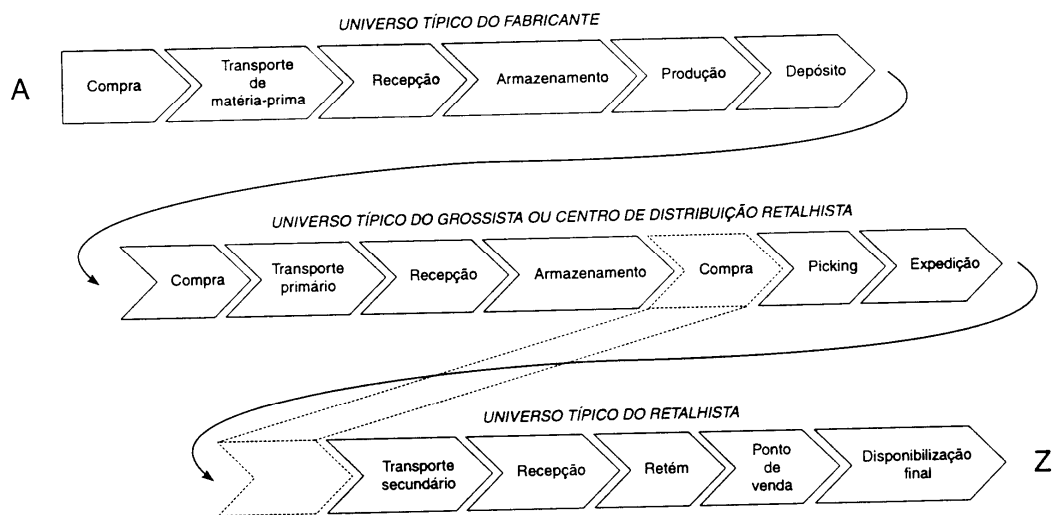 UNIVERSO TÍPICO DO FABRICANTE
A
Compra
Transporte
de
matéria-prima
Recepção
Armazenamento
Produção
Depósito
UNIVERSO TÍPICO DO GROSSISTA OU CENTRO DE DISTRIBUIÇÃO RETALHISTA
Compra
Transporte
primário
Recepção
Armazenamento
Compra
Picking
Expedição
UNIVERSO TÍPICO DO RETALHISTA
Transporte
secundário
Recepção
Retém
Ponto
de
venda
Disponibilização
final
Z